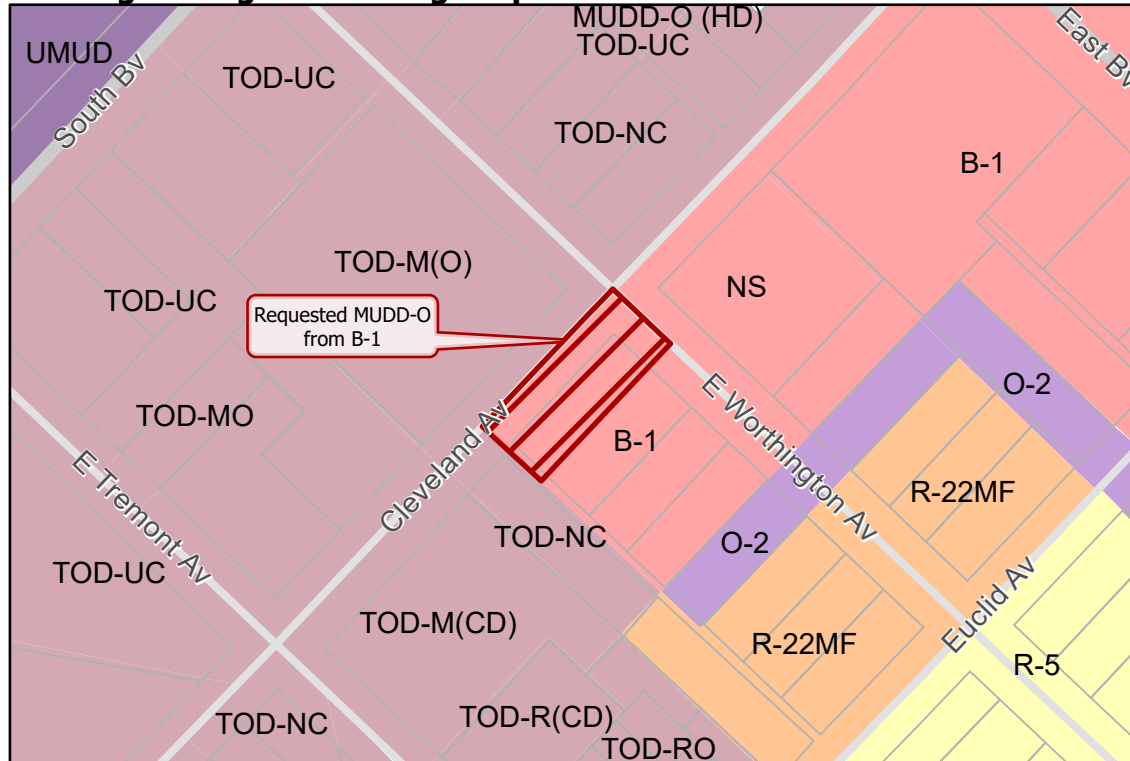 UMUD
South Bv
TOD-UC
MUDD-O (HD)
TOD-UC
East Bv
TOD-NC
B-1
TOD-M(O)
NS
TOD-UC
Requested MUDD-O
from B-1
O-2
TOD-MO
E Worthington Av
B-1
Cleveland Av
E Tremont Av
R-22MF
TOD-NC
O-2
TOD-UC
Euclid Av
TOD-M(CD)
R-22MF
R-5
TOD-R(CD)
TOD-NC
TOD-RO